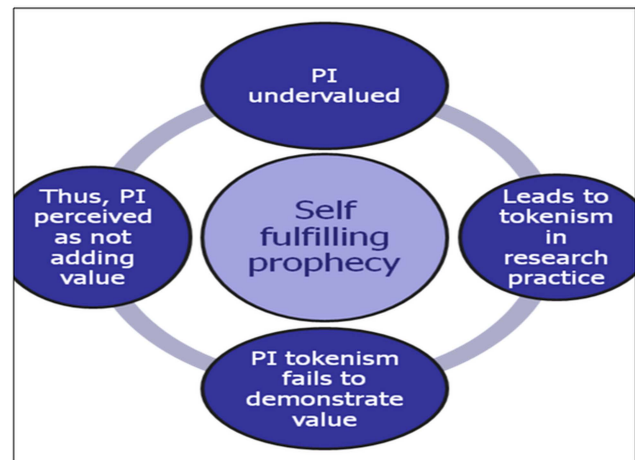 PI
undervalued
Leads to
tokenism
in
research
practice
PI tokenism
fails to
demonstrate
value
Thus, PI
perceived
as not
adding
value
Self
fulfilling
prophecy